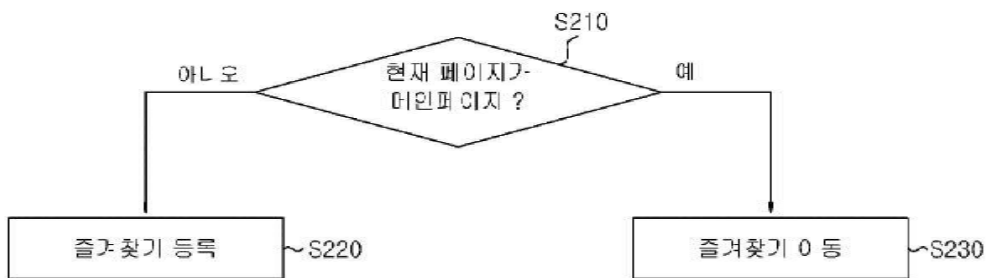 S210
현재 페이지가
메인페이지 ?
아니오
예
즐겨찾기 등록
S220
즐겨찾기 이동
S230